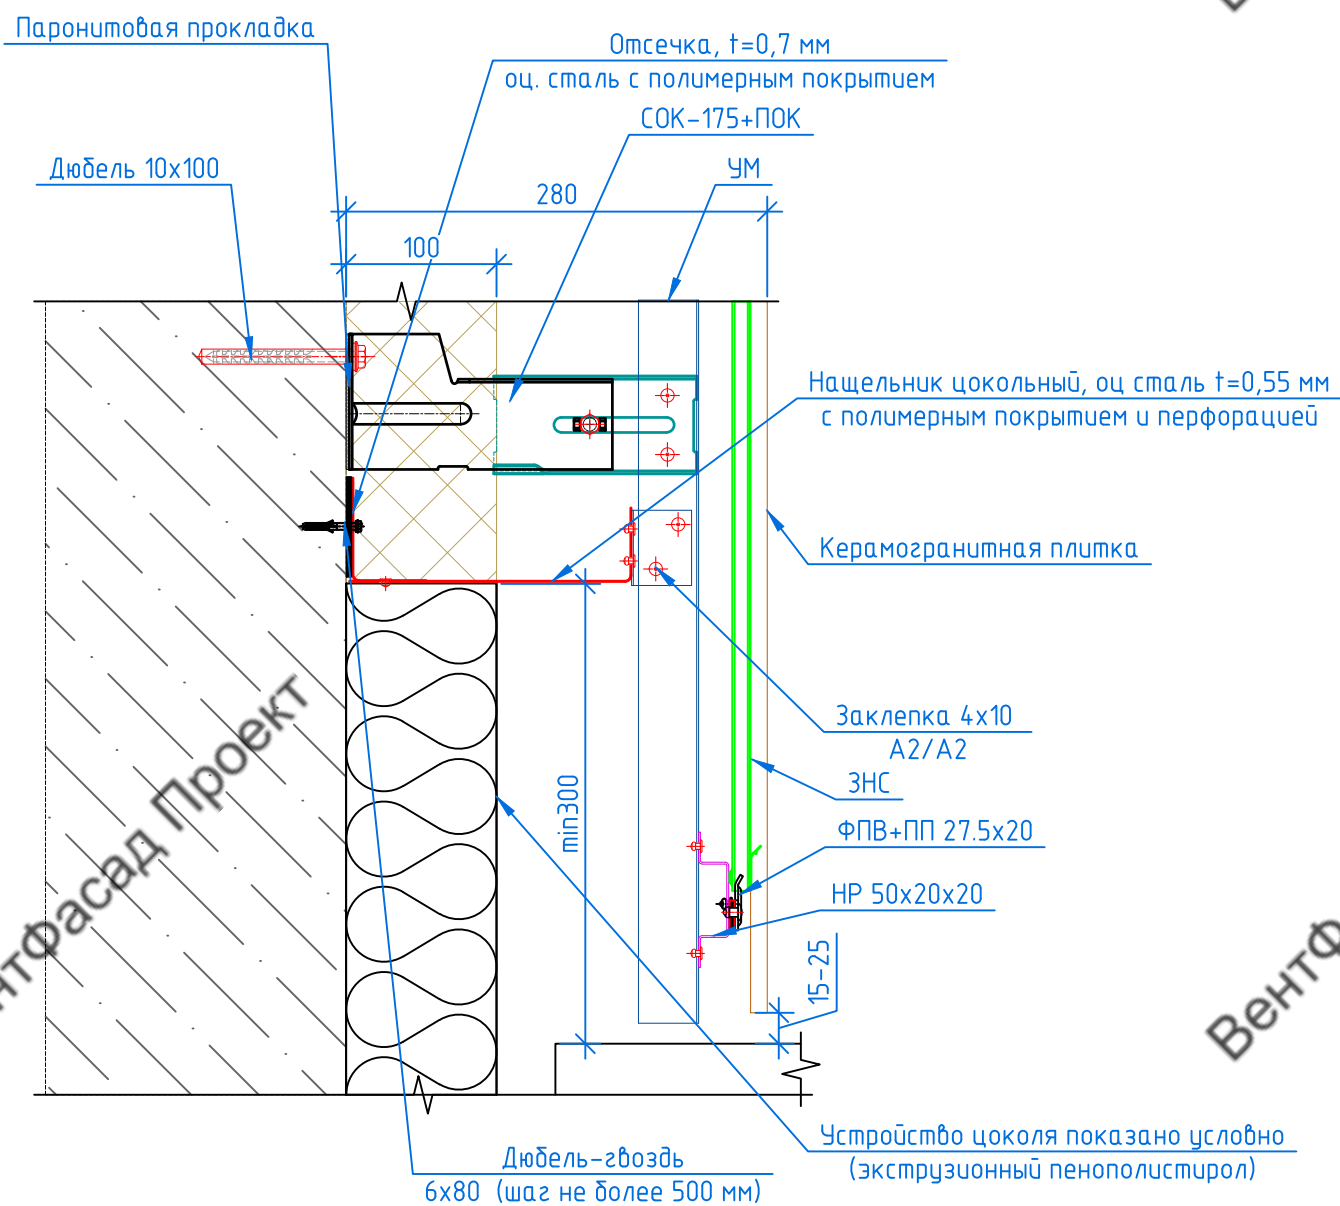 Паронитовая прокладка
Отсечка, t=0,7 мм
оц. сталь с полимерным покрытием
СОК-175+ПОК
Дюбель 10х100
УМ
280
100
Нащельник цокольный, оц сталь t=0,55 мм
с полимерным покрытием и перфорацией
Керамогранитная плитка
Заклепка 4х10
А2/А2
ЗНС
ФПВ+ПП 27.5х20
НР 50х20х20
min300
15-25
Устройство цоколя показано условно
(экструзионный пенополистирол)
Дюбель-гвоздь
6х80 (шаг не более 500 мм)
нтФасад Проект
ВентФ